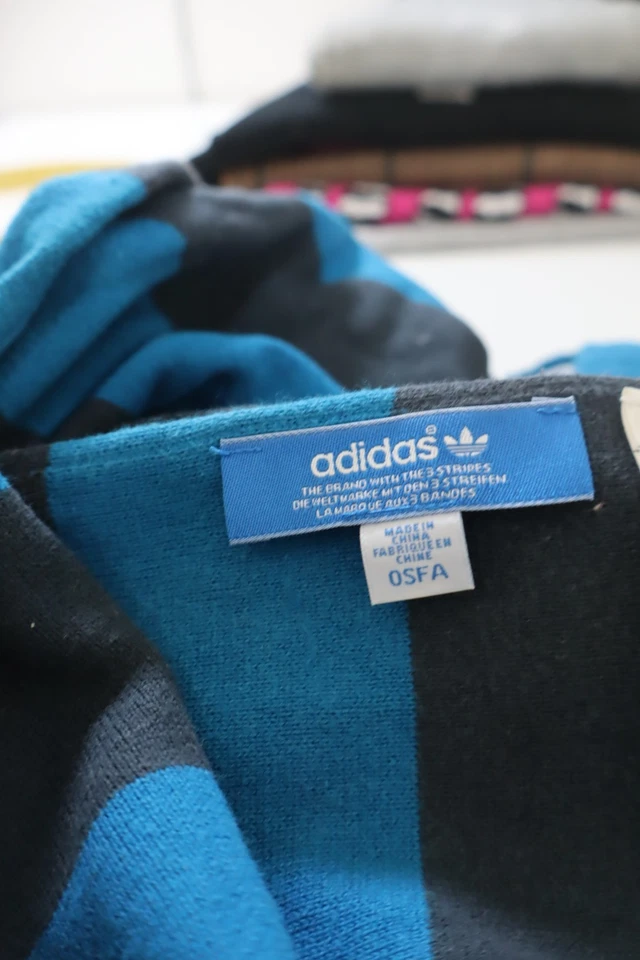 adidas®
THE BRAND WITH THE 3 STRIPES
DIE WELTMARKE MIT DEN 3 STREIFEN
LA MARQUE AUX 3 BANDES
MADE IN
CHINA
FABRIQUE EN
CHINE
OSFA